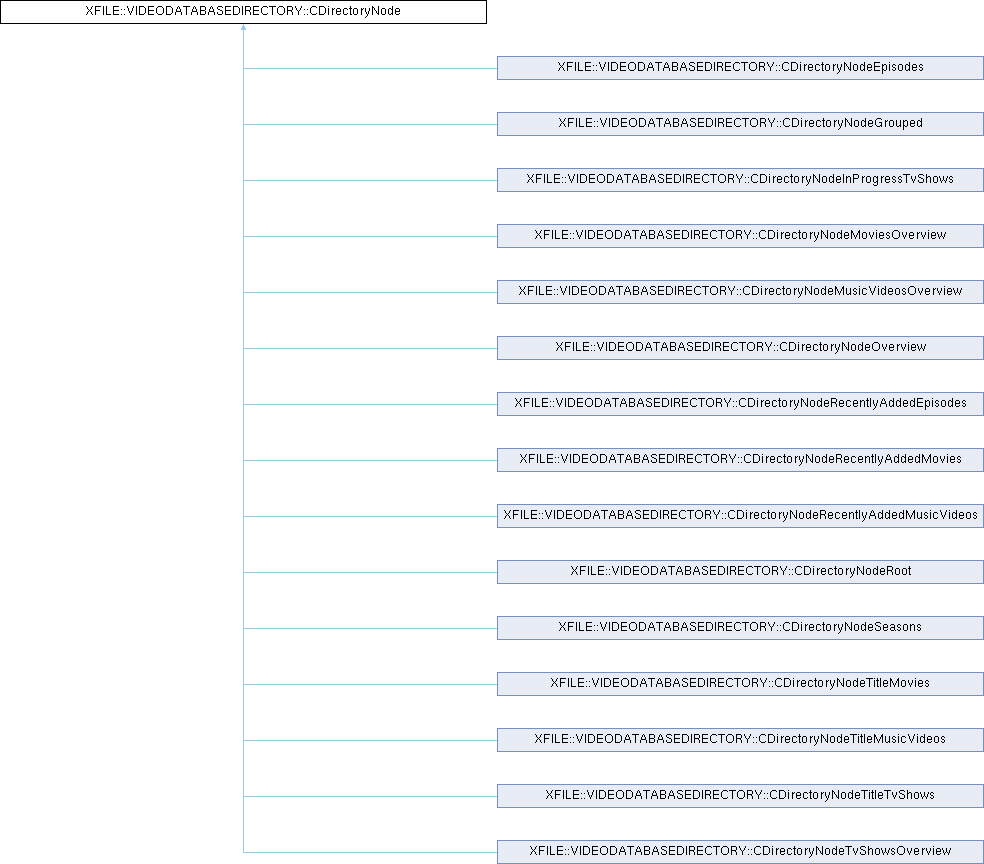 XFILE::VIDEODATABASEDIRECTORY::CDirectoryNode
XFILE::VIDEODATABASEDIRECTORY::CDirectoryNodeEpisodes
XFILE::VIDEODATABASEDIRECTORY::CDirectoryNodeGrouped
XFILE::VIDEODATABASEDIRECTORY::CDirectoryNodeInProgressTvShows
XFILE::VIDEODATABASEDIRECTORY::CDirectoryNodeMoviesOverview
XFILE::VIDEODATABASEDIRECTORY::CDirectoryNodeMusicVideosOverview
XFILE::VIDEODATABASEDIRECTORY::CDirectoryNodeOverview
XFILE::VIDEODATABASEDIRECTORY::CDirectoryNodeRecentlyAddedEpisodes
XFILE::VIDEODATABASEDIRECTORY::CDirectoryNodeRecentlyAddedMovies
XFILE::VIDEODATABASEDIRECTORY::CDirectoryNodeRecentlyAddedMusicVideos
XFILE::VIDEODATABASEDIRECTORY::CDirectoryNodeRoot
XFILE::VIDEODATABASEDIRECTORY::CDirectoryNodeSeasons
XFILE::VIDEODATABASEDIRECTORY::CDirectoryNodeTitleMovies
XFILE::VIDEODATABASEDIRECTORY::CDirectoryNodeTitleMusicVideos
XFILE::VIDEODATABASEDIRECTORY::CDirectoryNodeTitleTvShows
XFILE::VIDEODATABASEDIRECTORY::CDirectoryNodeTvShowsOverview